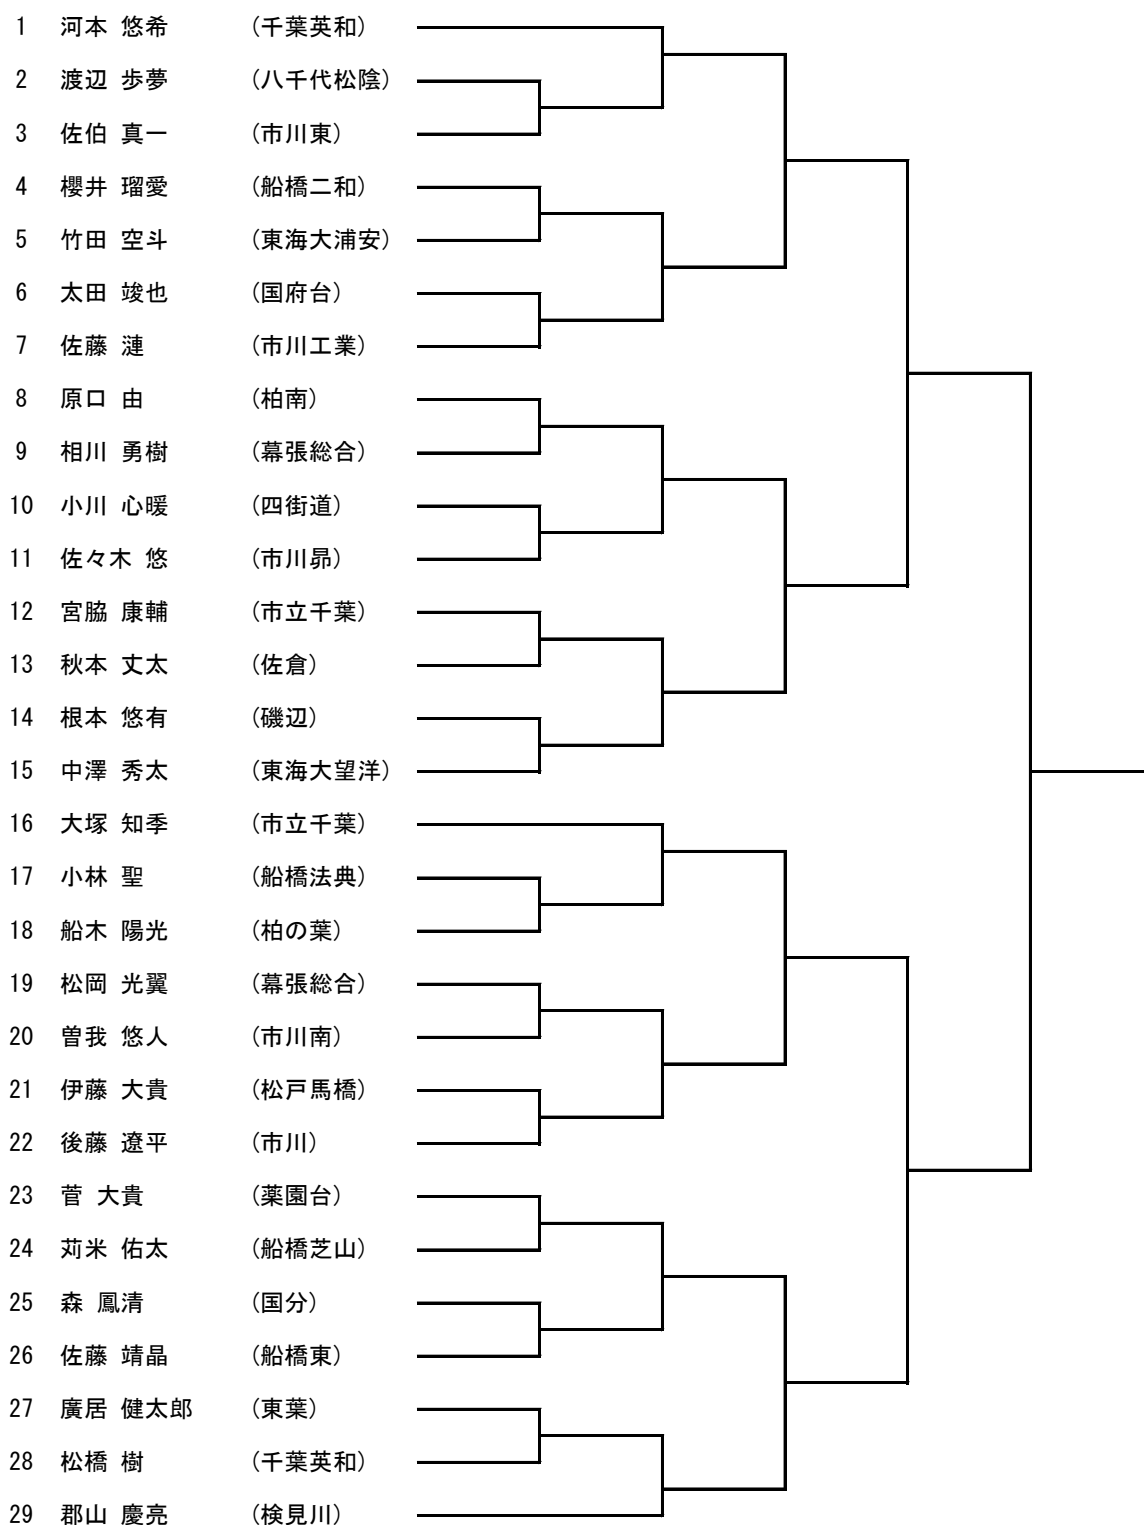 1 河本 悠希 (千葉英和)
2 渡辺 歩夢 (八千代松陰)
3 佐伯 真一 (市川東)
4 櫻井 瑠愛 (船橋二和)
5 竹田 空斗 (東海大浦安)
6 太田 竣也 (国府台)
7 佐藤 漣 (市川工業)
8 原口 由 (柏南)
9 相川 勇樹 (幕張総合)
10 小川 心暖 (四街道)
11 佐々木 悠 (市川昴)
12 宮脇 康輔 (市立千葉)
13 秋本 丈太 (佐倉)
14 根本 悠有 (磯辺)
15 中澤 秀太 (東海大望洋)
16 大塚 知季 (市立千葉)
17 小林 聖 (船橋法典)
18 船木 陽光 (柏の葉)
19 松岡 光翼 (幕張総合)
20 曽我 悠人 (市川南)
21 伊藤 大貴 (松戸馬橋)
22 後藤 遼平 (市川)
23 菅 大貴 (薬園台)
24 苅米 佑太 (船橋芝山)
25 森 鳳清 (国分)
26 佐藤 靖晶 (船橋東)
27 廣居 健太郎 (東葉)
28 松橋 樹 (千葉英和)
29 郡山 慶亮 (検見川)